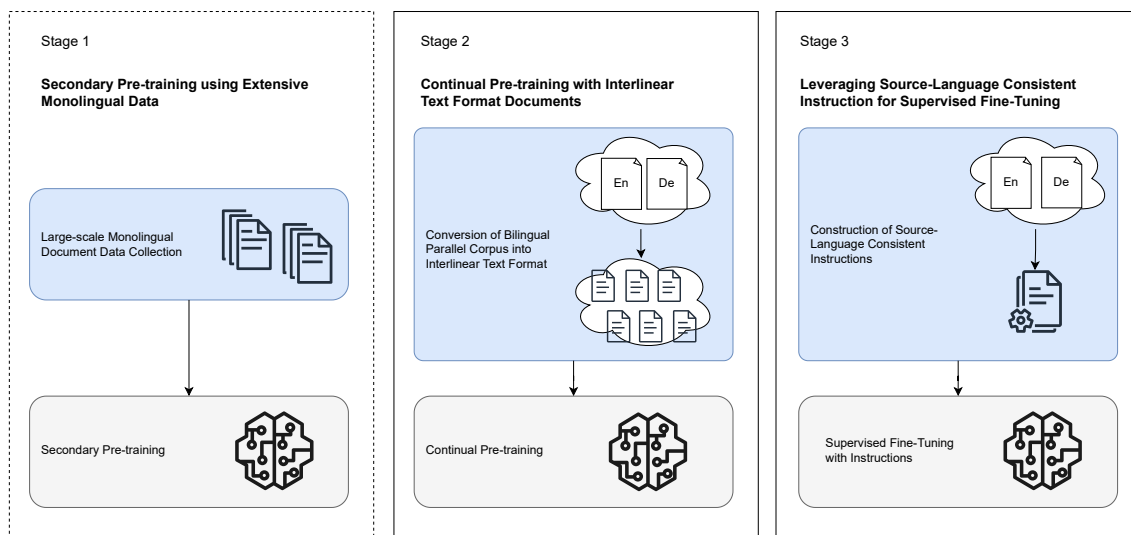 Stage 1
Secondary Pre-training using Extensive
Monolingual Data
Large-scale Monolingual
Document Data Collection
Secondary Pre-training
Stage 2
Continual Pre-training with Interlinear
Text Format Documents
En
De
Conversion of Bilingual
Parallel Corpus into
Interlinear Text Format
Continual Pre-training
Stage 3
Leveraging Source-Language Consistent
Instruction for Supervised Fine-Tuning
En
De
Construction of Source-
Language Consistent
Instructions
Supervised Fine-Tuning
with Instructions